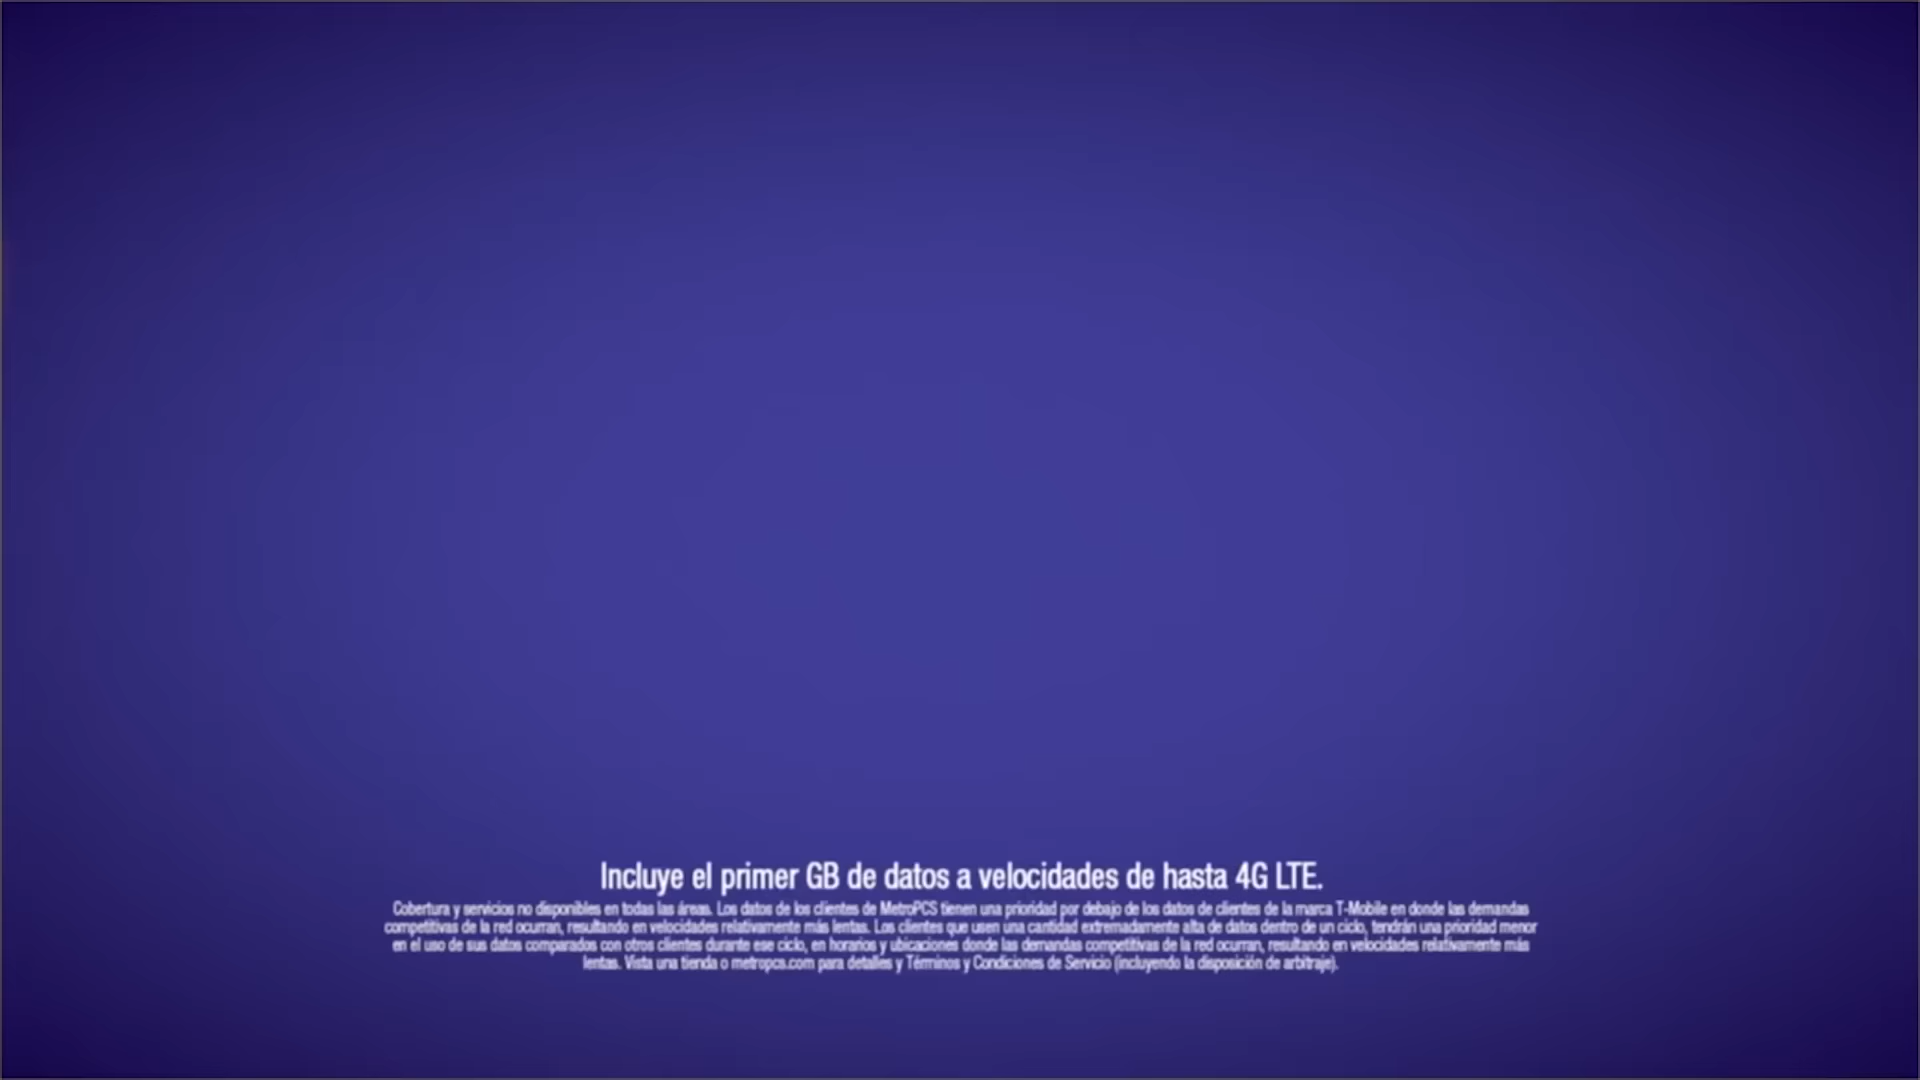 Incluye el primer GB de datos a velocidades de hasta 4G LTE.
Cobertura y servicios no disponibles en todas las áreas. Los datos de los clientes de MetroPCS tienen una prioridad por debajo de los datos de clientes de la marca T-Mobile en donde las demandas
competitivas de la red ocurran, resultando en velocidades relativamente más lentas. Los clientes que usen una cantidad extremadamente alta de datos dentro de un ciclo, tendrán una prioridad menor
en el uso de sus datos comparados con otros clientes durante ese ciclo, en horarios y ubicaciones donde las demandas competitivas de la red ocurran, resultando en velocidades relativamente más
lentas. Vista una tienda o metropcs.com para detalles y Términos y Condiciones de Servicio (incluyendo la disposición de arbitraje).